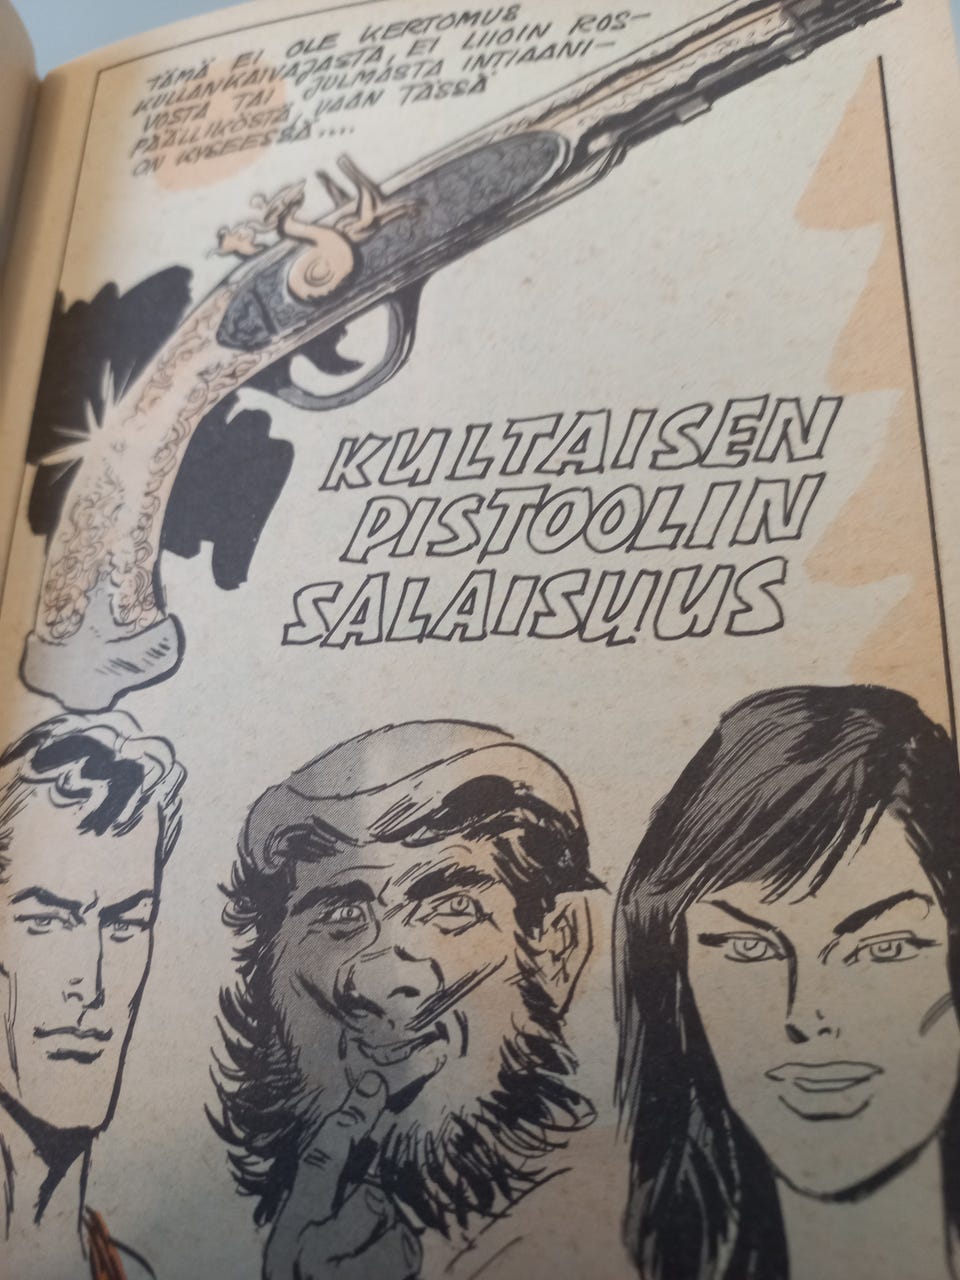 TÄMÄ EI OLE KERTOMUS
KULLANKAIVAJASTA, EI LIIOIN ROS-
VOSTA TAI JULMASTA INTIAANI-
PÄÄLLIKÖSTÄ, VAAN TÄSSÄ
ON KYSEESSÄ....
KULTAISEN
PISTOOLIN
SALAISUUS